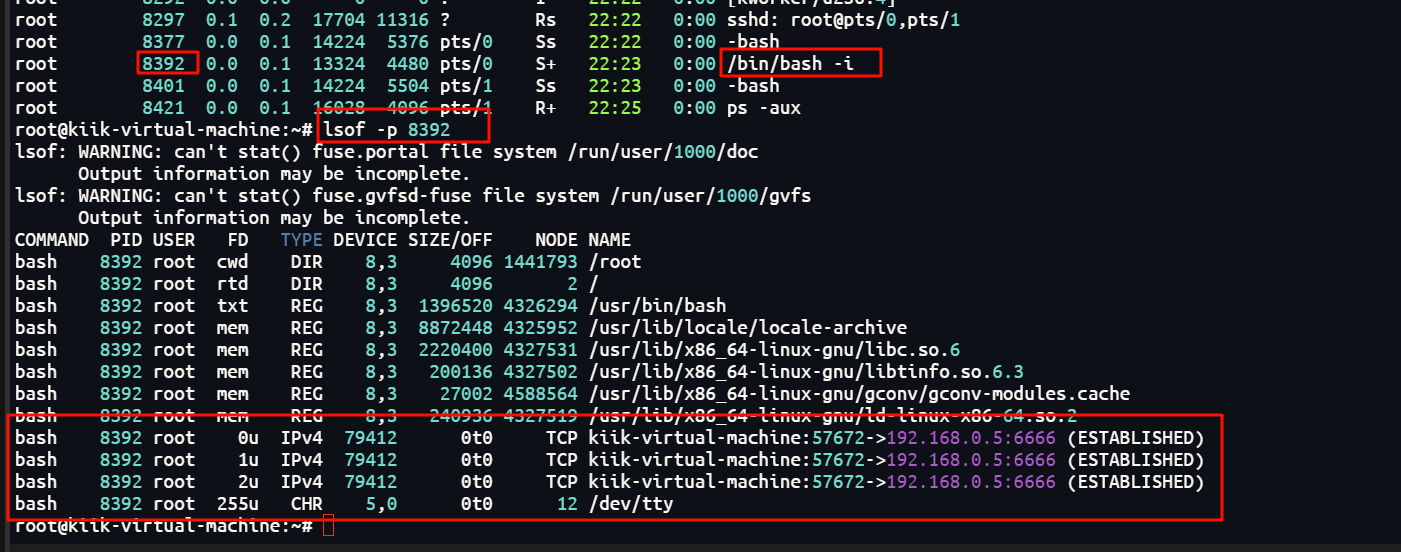 root 8297 0.1 0.2 17704 11316 ? Rs 22:22 0:00 sshd: root@pts/0,pts/1
root 8377 0.0 0.1 14224 5376 pts/0 Ss 22:22 0:00 -bash
root 8392 0.0 0.1 13324 4480 pts/0 S+ 22:23 0:00 /bin/bash -i
root 8401 0.0 0.1 14224 5504 pts/1 Ss 22:23 0:00 -bash
root 8421 0.0 0.1 16028 4096 pts/1 R+ 22:25 0:00 ps -aux
root@kiik-virtual-machine:~# lsof -p 8392
lsof: WARNING: can't stat() fuse.portal file system /run/user/1000/doc
Output information may be incomplete.
lsof: WARNING: can't stat() fuse.gvfsd-fuse file system /run/user/1000/gvfs
Output information may be incomplete.
COMMAND PID USER FD TYPE DEVICE SIZE/OFF NODE NAME
bash 8392 root cwd DIR 8,3 4096 1441793 /root
bash 8392 root rtd DIR 8,3 4096 2 /
bash 8392 root txt REG 8,3 1396520 4326294 /usr/bin/bash
bash 8392 root mem REG 8,3 8872448 4325952 /usr/lib/locale/locale-archive
bash 8392 root mem REG 8,3 2220400 4327531 /usr/lib/x86_64-linux-gnu/libc.so.6
bash 8392 root mem REG 8,3 200136 4327502 /usr/lib/x86_64-linux-gnu/libtinfo.so.6.3
bash 8392 root mem REG 8,3 27002 4588564 /usr/lib/x86_64-linux-gnu/gconv/gconv-modules.cache
bash 8392 root mem REG 8,3 240936 4327519 /usr/lib/x86_64-linux-gnu/ld-linux-x86-64.so.2
bash 8392 root 0u IPv4 79412 0t0 TCP kiik-virtual-machine:57672->192.168.0.5:6666 (ESTABLISHED)
bash 8392 root 1u IPv4 79412 0t0 TCP kiik-virtual-machine:57672->192.168.0.5:6666 (ESTABLISHED)
bash 8392 root 2u IPv4 79412 0t0 TCP kiik-virtual-machine:57672->192.168.0.5:6666 (ESTABLISHED)
bash 8392 root 255u CHR 5,0 0t0 12 /dev/tty
root@kiik-virtual-machine:~#